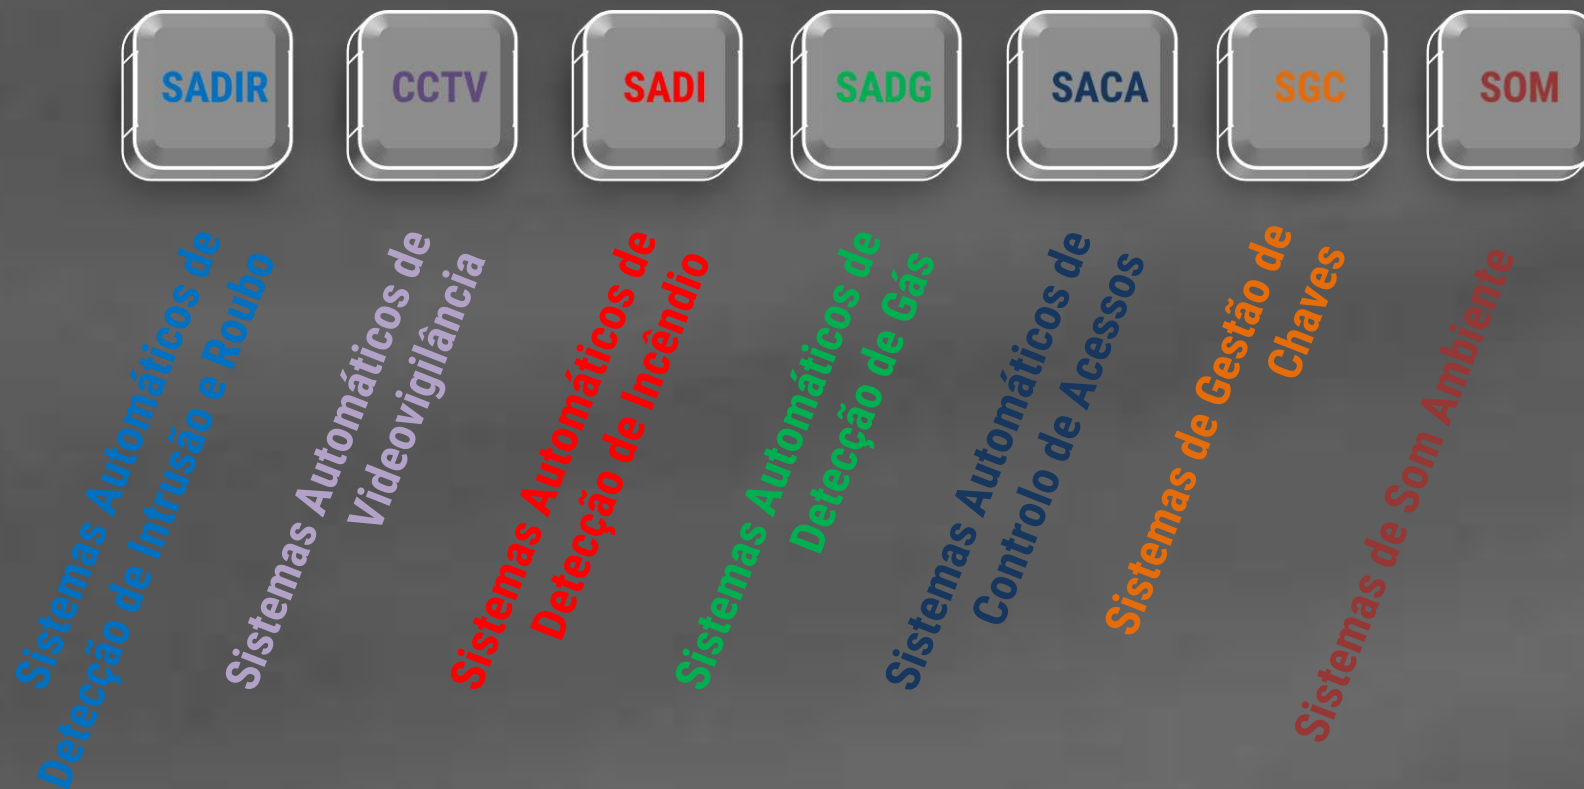 SADIR
CCTV
SADI
SADG
SACA
SGC
SOM
Sistemas Automáticos de
Detecção de Intrusão e Roubo
Sistemas Automáticos de
Videovigilância
Sistemas Automáticos de
Detecção de Incêndio
Sistemas Automáticos de
Detecção de Gás
Sistemas Automáticos de
Controlo de Acessos
Sistemas de Gestão de
Chaves
Sistemas de Som Ambiente